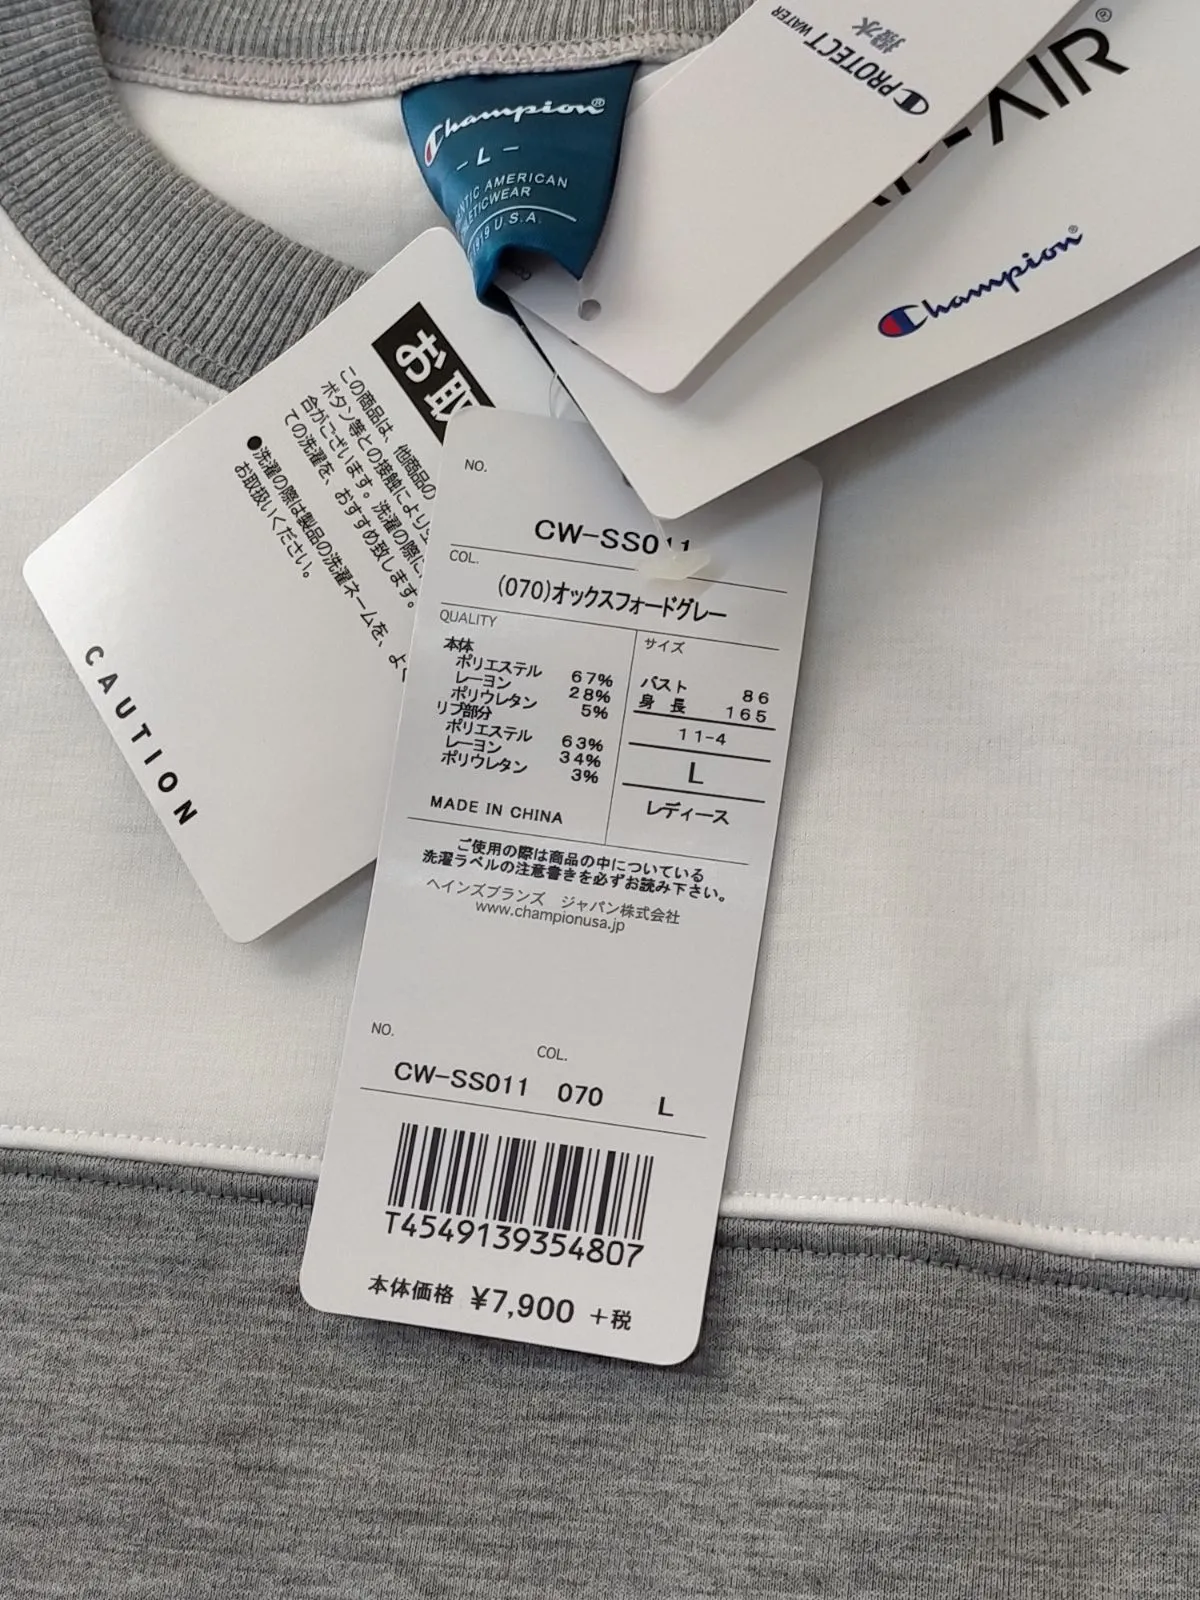 Champion®
- L -
AMERICAN
1919 U.S.A.
PROTECT WATER
撥水
AIR®
Champion®
お取
この商品は、他商品の
ボタン等との接触により
合がございます。洗濯の際に
ての洗濯を、おすすめ致します。
●洗濯の際は製品の洗濯ネームを、よ
お取扱いください。
CAUTION
NO.
CW-SS011
COL.
(070)オックスフォードグレー
QUALITY
本体
ポリエステル 67%
レーヨン 28%
ポリウレタン 5%
リブ部分
ポリエステル 63%
レーヨン 34%
ポリウレタン 3%
MADE IN CHINA
サイズ
バスト 86
身長 165
11-4
L
レディース
ご使用の際は商品の中についている
洗濯ラベルの注意書きを必ずお読み下さい。
ヘインズブランズ ジャパン株式会社
www.championusa.jp
NO. COL.
CW-SS011 070 L
T4549139354807
本体価格 ¥7,900 +税